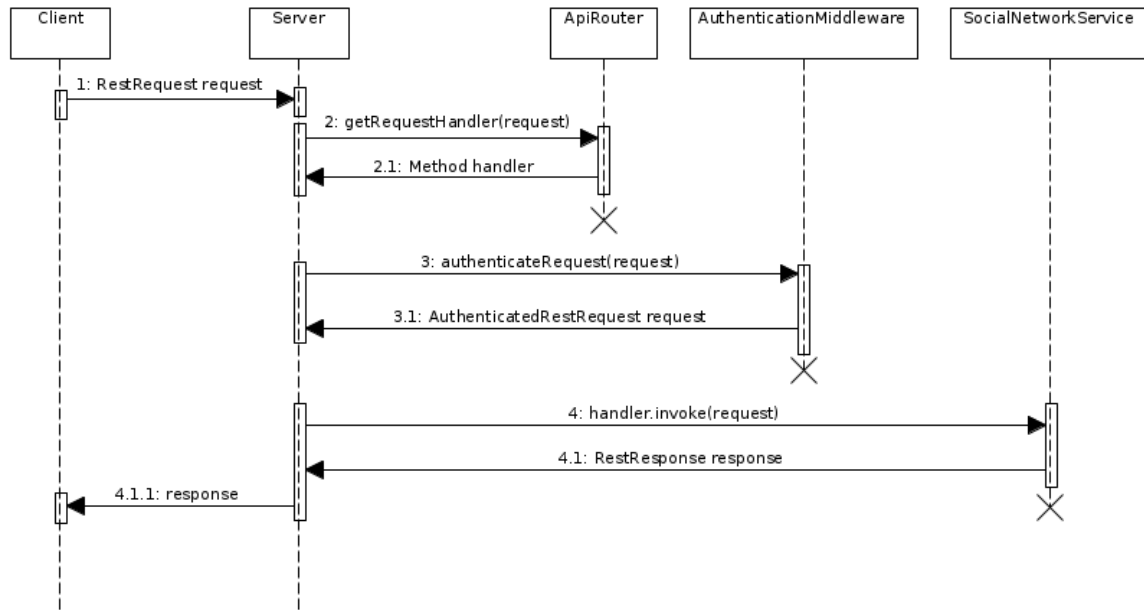 Client
Server
ApiRouter
AuthenticationMiddleware
SocialNetworkService
1: RestRequest request
2: getRequestHandler(request)
2.1: Method handler
3: authenticateRequest(request)
3.1: AuthenticatedRestRequest request
4: handler.invoke(request)
4.1: RestResponse response
4.1.1: response